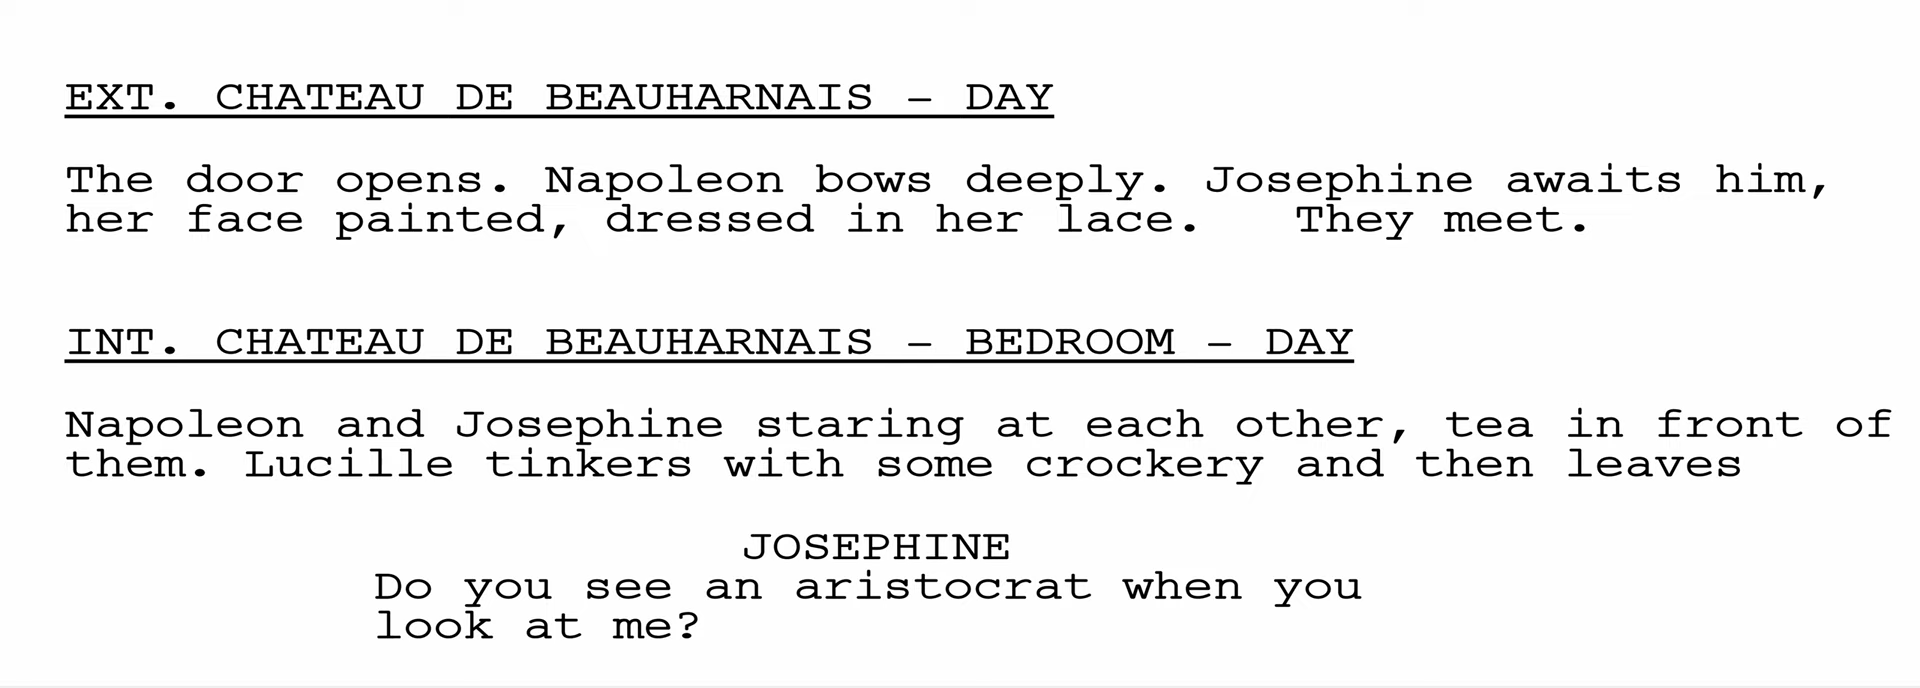 EXT. CHATEAU DE BEAUHARNAIS – DAY
The door opens. Napoleon bows deeply. Josephine awaits him,
her face painted, dressed in her lace.   They meet.
INT. CHATEAU DE BEAUHARNAIS – BEDROOM – DAY
Napoleon and Josephine staring at each other, tea in front of
them. Lucille tinkers with some crockery and then leaves
JOSEPHINE
Do you see an aristocrat when you
look at me?